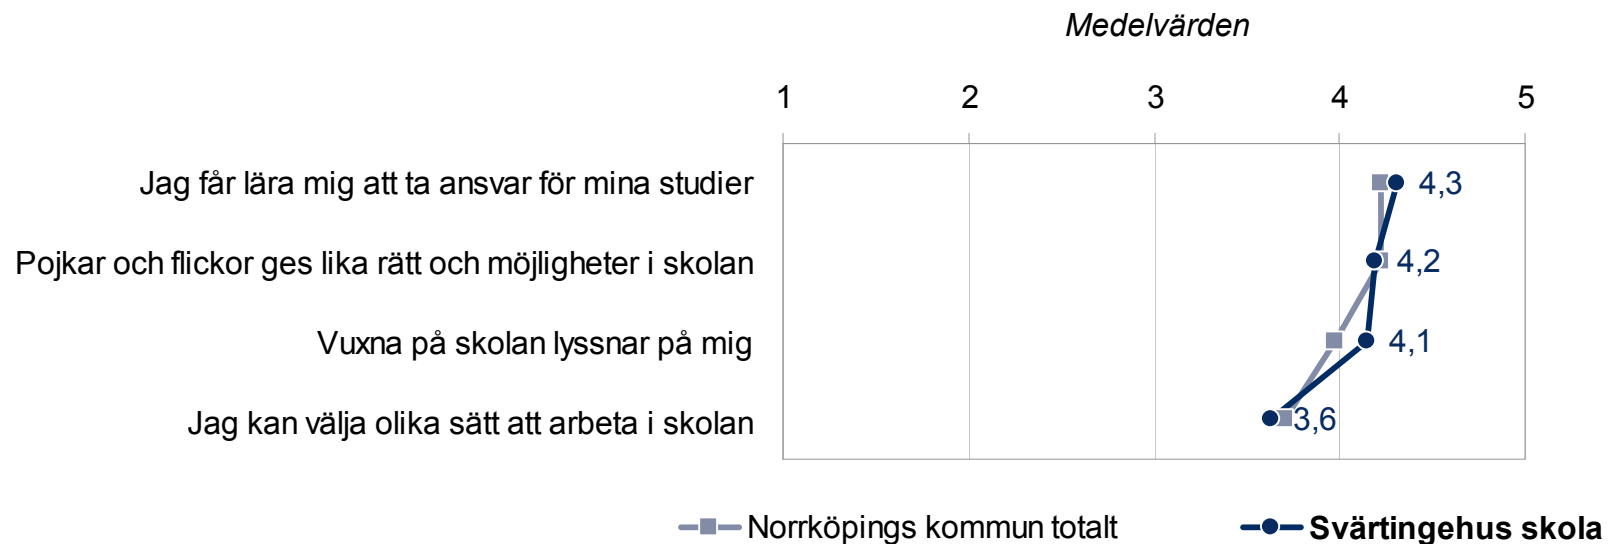 Medelvärden
1 2 3 4 5
Jag får lära mig att ta ansvar för mina studier 4,3
Pojkar och flickor ges lika rätt och möjligheter i skolan 4,2
Vuxna på skolan lyssnar på mig 4,1
Jag kan välja olika sätt att arbeta i skolan 3,6
Norrköpings kommun totalt Svärtingehus skola